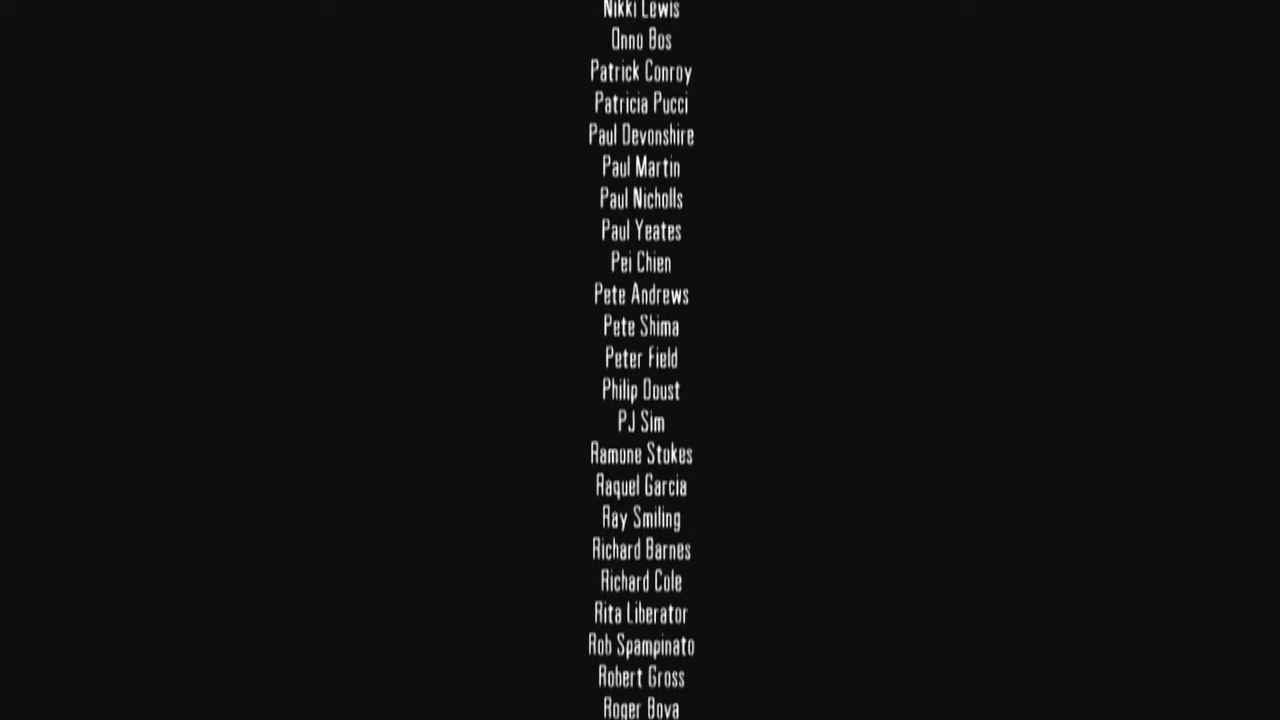 Nikki Lewis
Onno Bos
Patrick Conroy
Patricia Pucci
Paul Devonshire
Paul Martin
Paul Nicholls
Paul Yeates
Pei Chien
Pete Andrews
Pete Shima
Peter Field
Philip Doust
PJ Sim
Ramone Stokes
Raquel Garcia
Ray Smiling
Richard Barnes
Richard Cole
Rita Liberator
Rob Spampinato
Robert Gross
Roger Bova